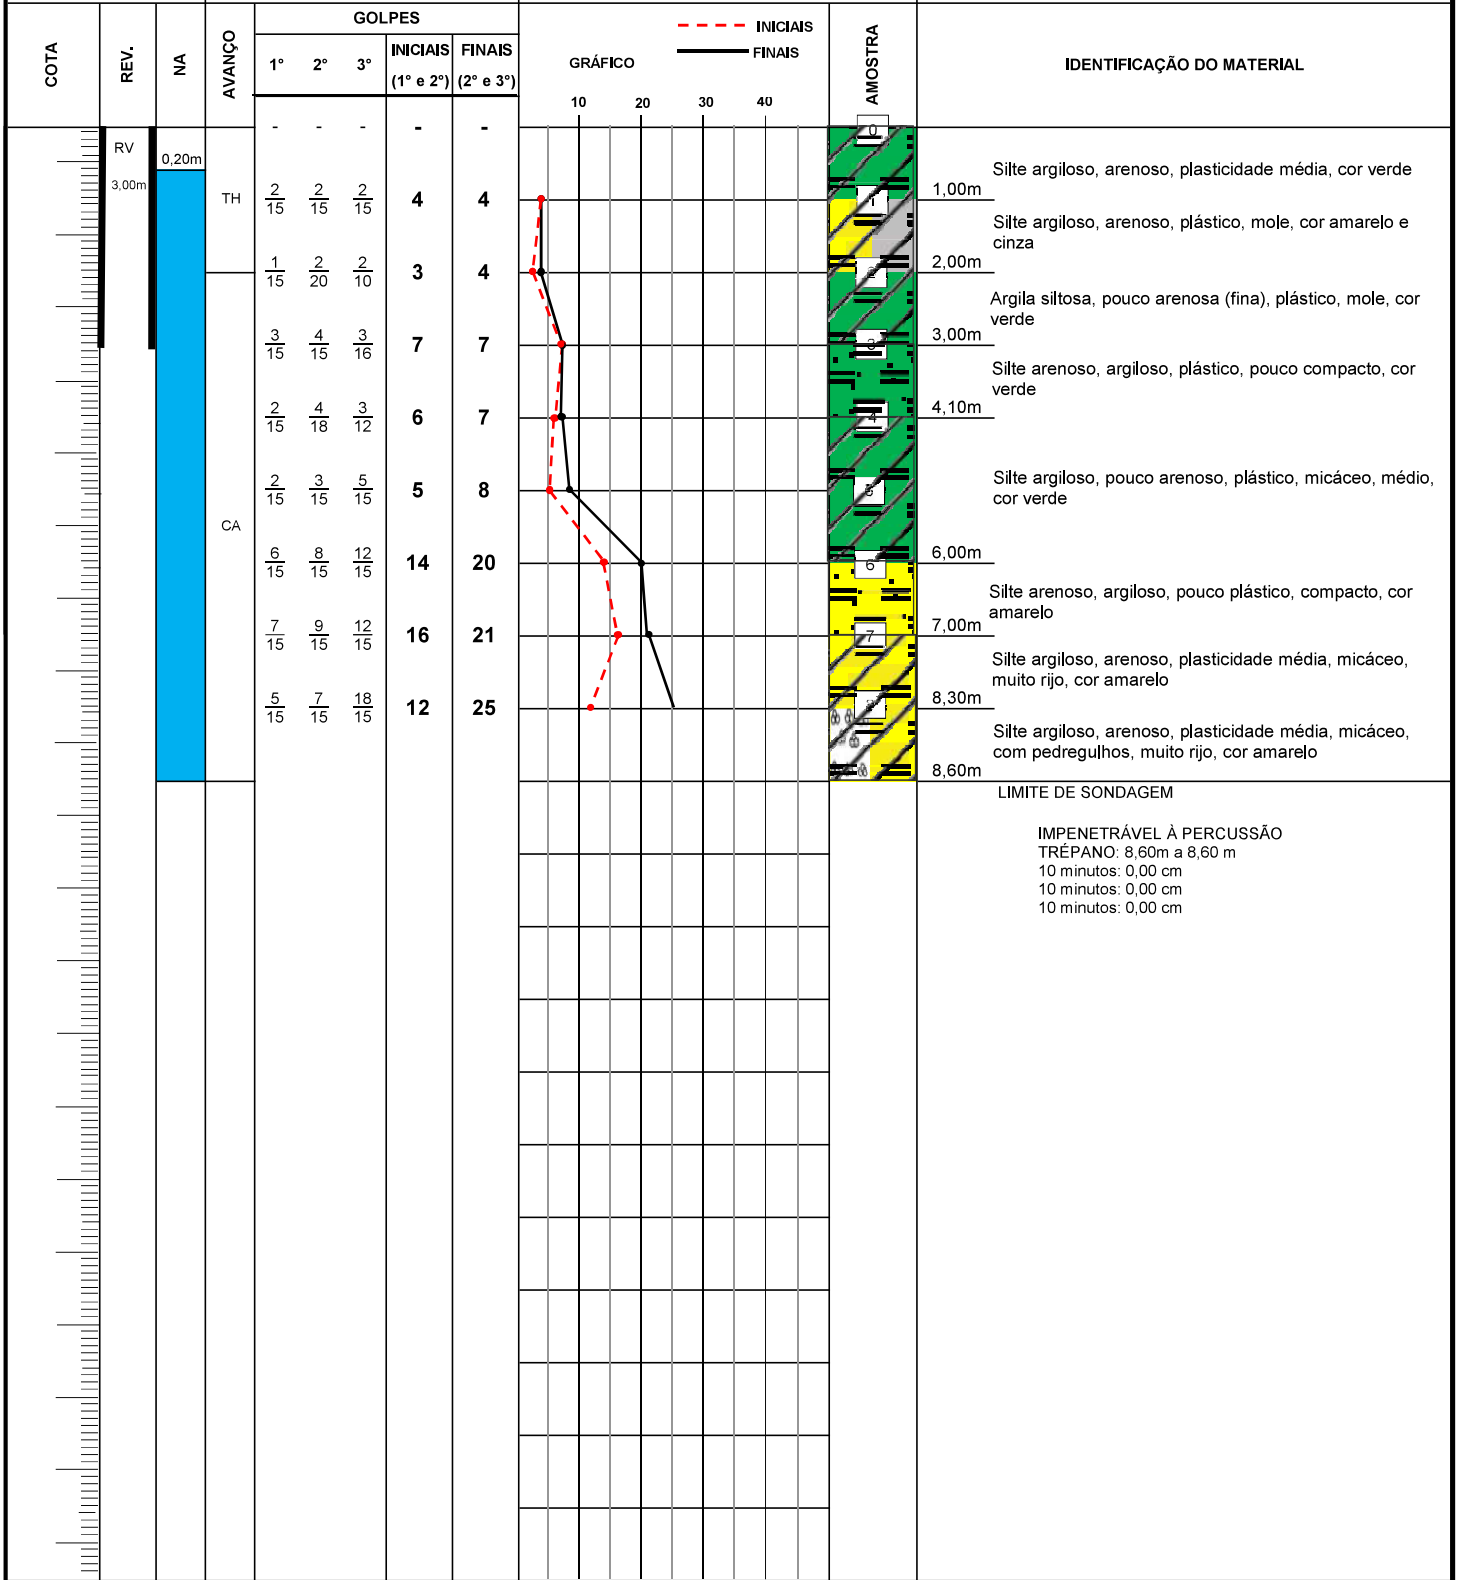 COTA
REV.
NA
AVANÇO
GOLPES
1° 2° 3°
INICIAIS
(1° e 2°)
FINAIS
(2° e 3°)
GRÁFICO
INICIAIS
FINAIS
10 20 30 40
AMOSTRA
IDENTIFICAÇÃO DO MATERIAL
RV
3,00m
0,20m
TH
CA
- - - - -
2/15 2/15 2/15 4 4
1/15 2/20 2/10 3 4
3/15 4/15 3/16 7 7
2/15 4/18 3/12 6 7
2/15 3/15 5/15 5 8
6/15 8/15 12/15 14 20
7/15 9/15 12/15 16 21
5/15 7/15 18/15 12 25
0
1
2
3
4
5
6
7
Silte argiloso, arenoso, plasticidade média, cor verde
1,00m
Silte argiloso, arenoso, plástico, mole, cor amarelo e
cinza
2,00m
Argila siltosa, pouco arenosa (fina), plástico, mole, cor
verde
3,00m
Silte arenoso, argiloso, plástico, pouco compacto, cor
verde
4,10m
Silte argiloso, pouco arenoso, plástico, micáceo, médio,
cor verde
6,00m
Silte arenoso, argiloso, pouco plástico, compacto, cor
amarelo
7,00m
Silte argiloso, arenoso, plasticidade média, micáceo,
muito rijo, cor amarelo
8,30m
Silte argiloso, arenoso, plasticidade média, micáceo,
com pedregulhos, muito rijo, cor amarelo
8,60m
LIMITE DE SONDAGEM
IMPENETRÁVEL À PERCUSSÃO
TRÉPANO: 8,60m a 8,60 m
10 minutos: 0,00 cm
10 minutos: 0,00 cm
10 minutos: 0,00 cm